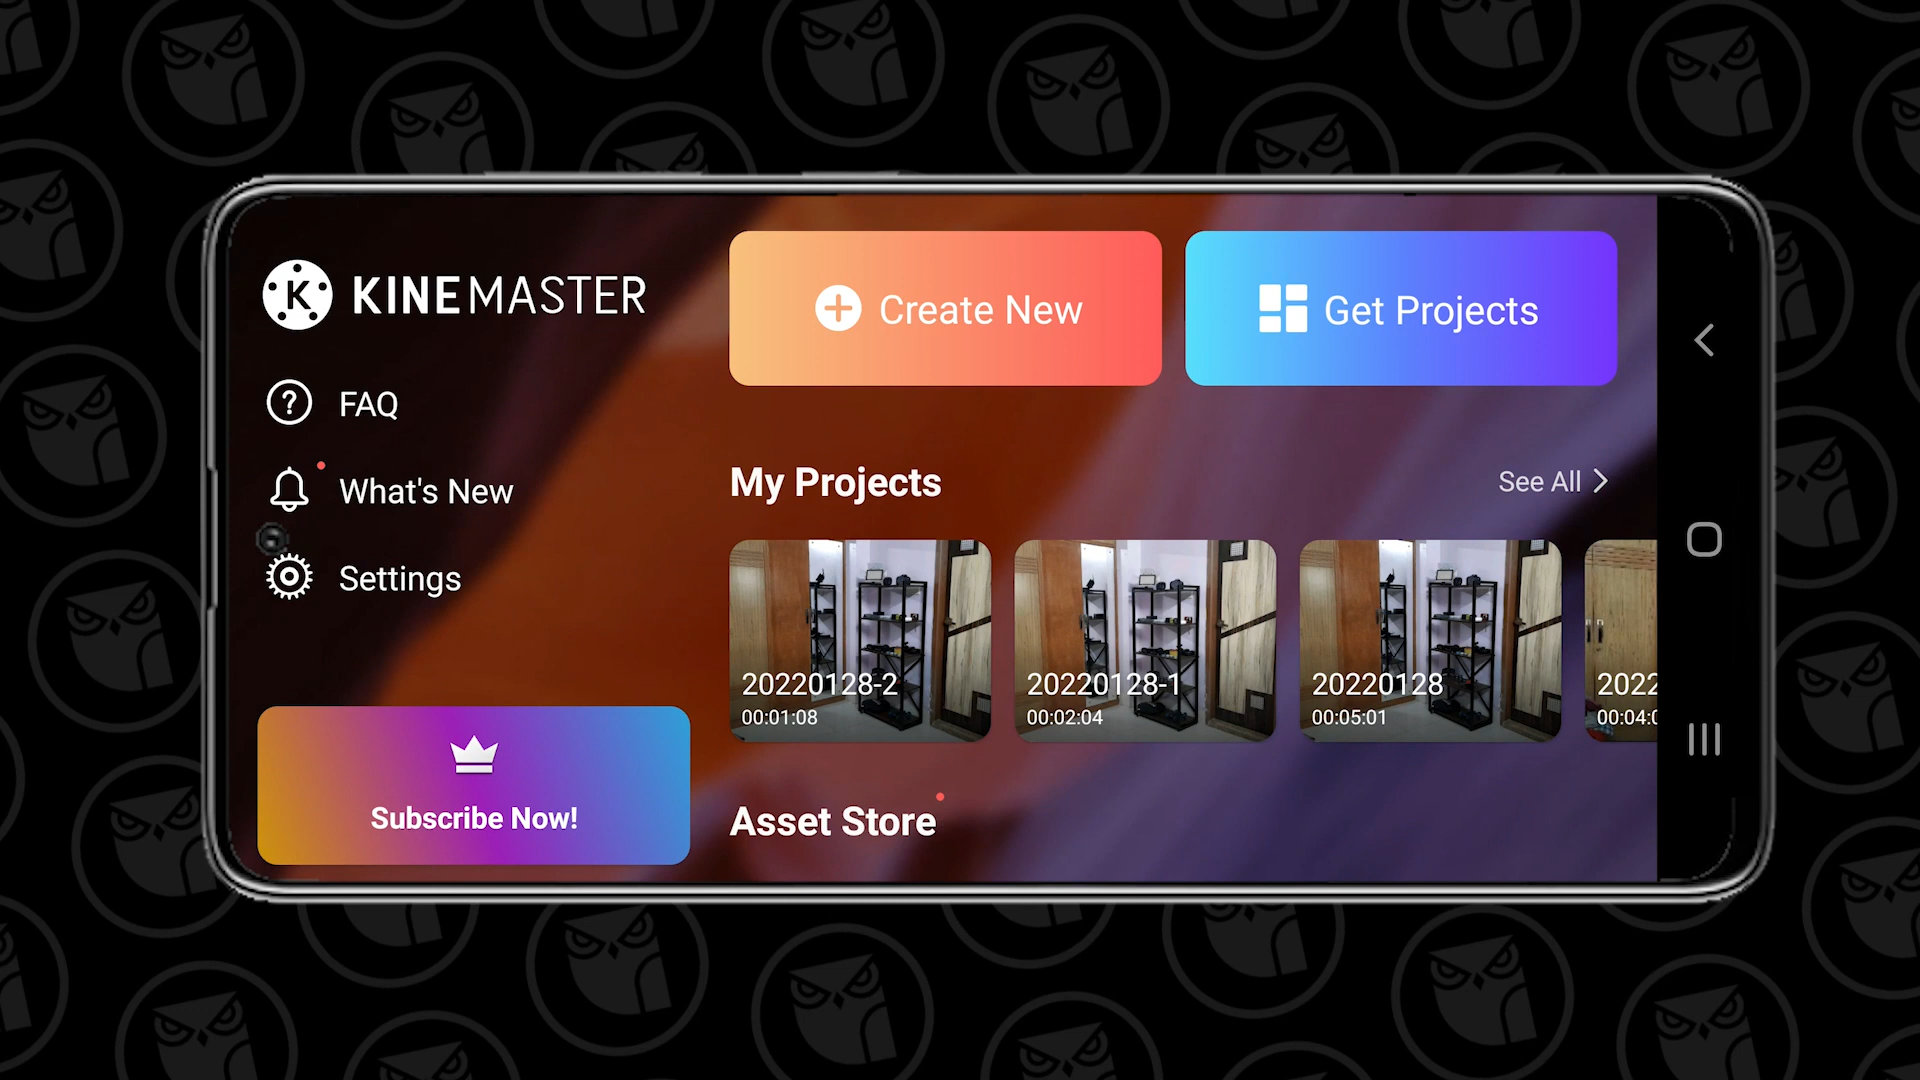 KINEMASTER
FAQ
What's New
Settings
Subscribe Now!
Create New
Get Projects
My Projects
See All
20220128-2
00:01:08
20220128-1
00:02:04
20220128
00:05:01
2022
00:04:0
Asset Store